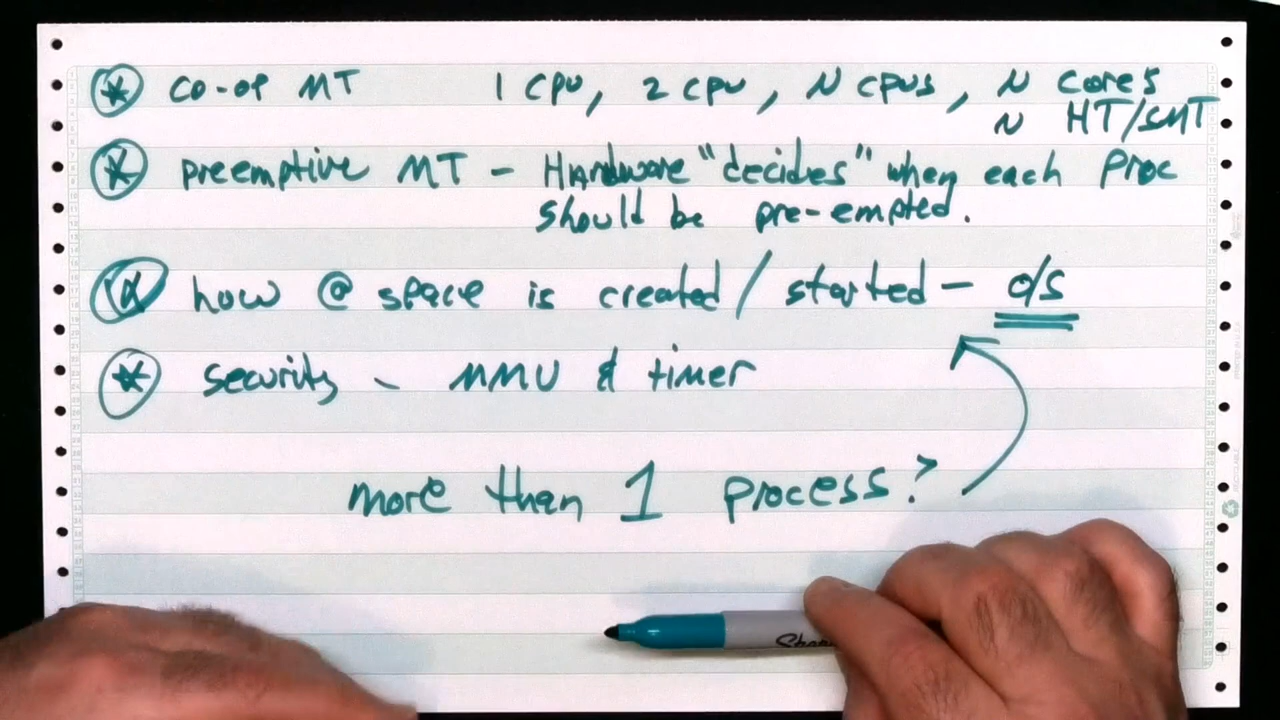 * co-op MT 1 cpu, 2 cpu, N cpus, N cores
N HT/SMT
* preemptive MT - Hardware "decides" when each Proc
should be pre-empted.
* how @ space is created / started - o/s
* security - MMU & timer
more than 1 process?
Sharp